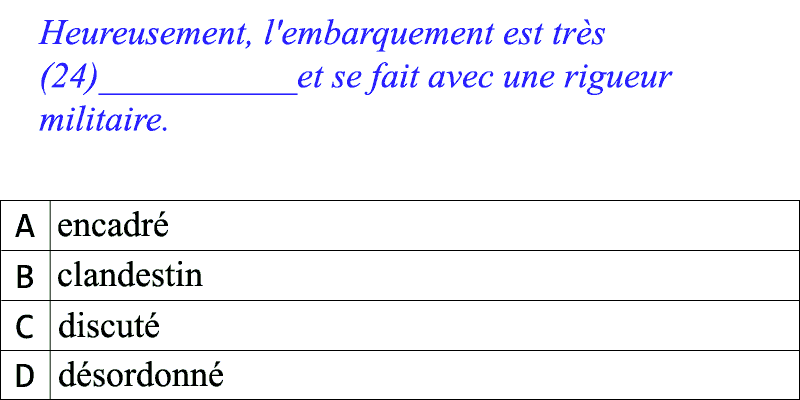 Heureusement, l'embarquement est très
(24)___________et se fait avec une rigueur
militaire.
A encadré
B clandestin
C discuté
D désordonné